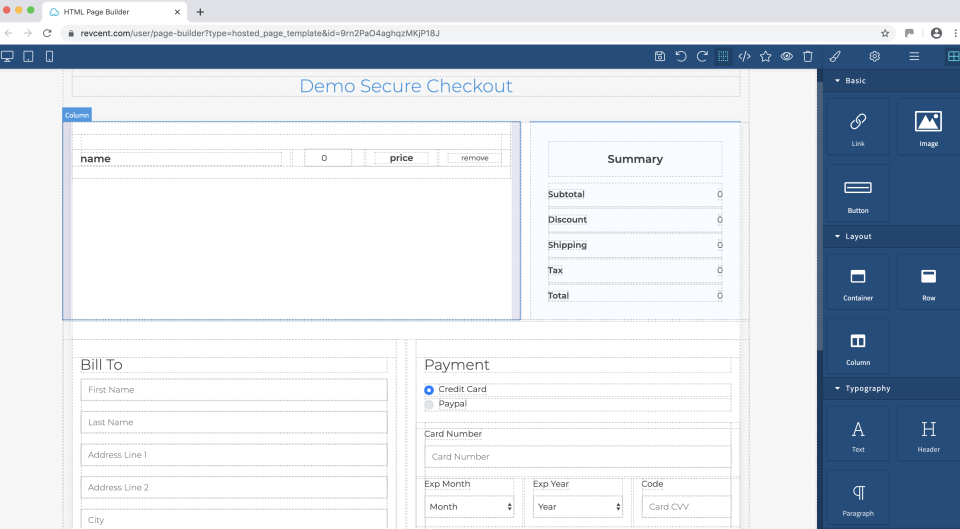 HTML Page Builder
revcent.com/user/page-builder?type=hosted_page_template&id=9rn2PaO4aghqzMKjP18J
Demo Secure Checkout
Column
name 0 price remove
Summary
Subtotal 0
Discount 0
Shipping 0
Tax 0
Total 0
Bill To
First Name
Last Name
Address Line 1
Address Line 2
City
Payment
Credit Card
Paypal
Card Number
Card Number
Exp Month Exp Year Code
Month Year Card CVV
Basic
Link Image
Button
Layout
Container Row
Column
Typography
Text Header
Paragraph